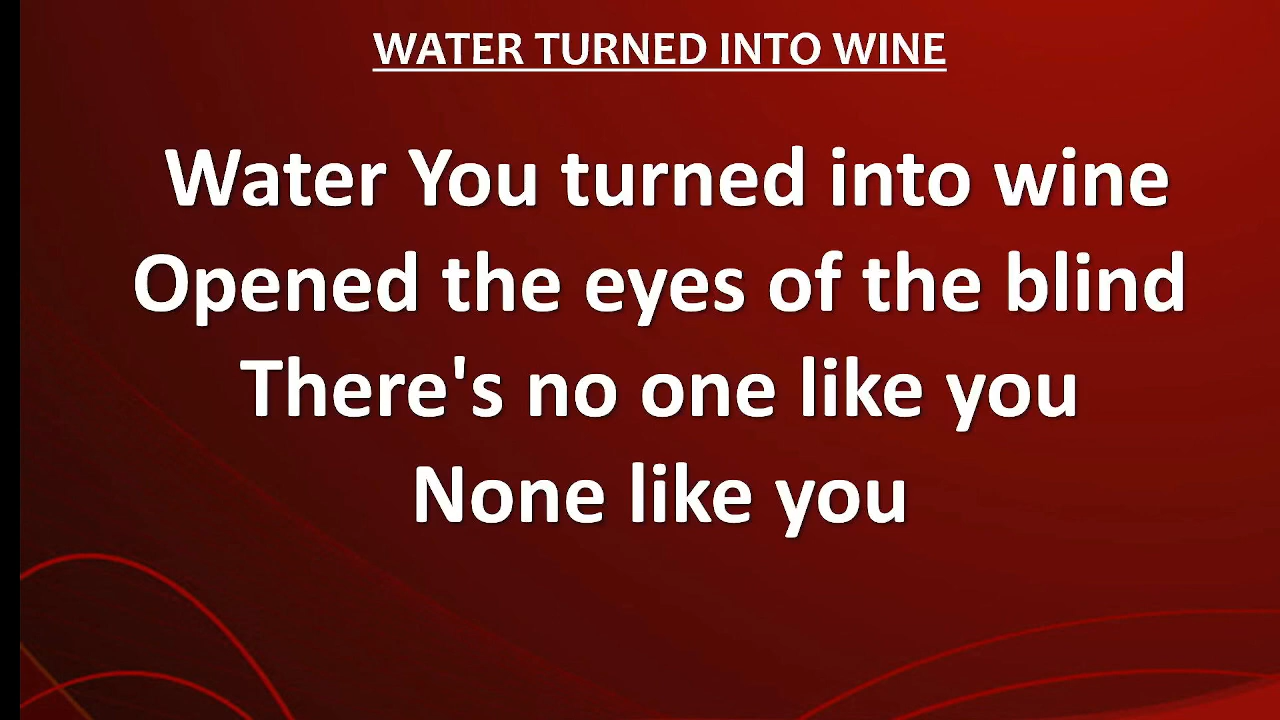 WATER TURNED INTO WINE
Water You turned into wine
Opened the eyes of the blind
There's no one like you
None like you